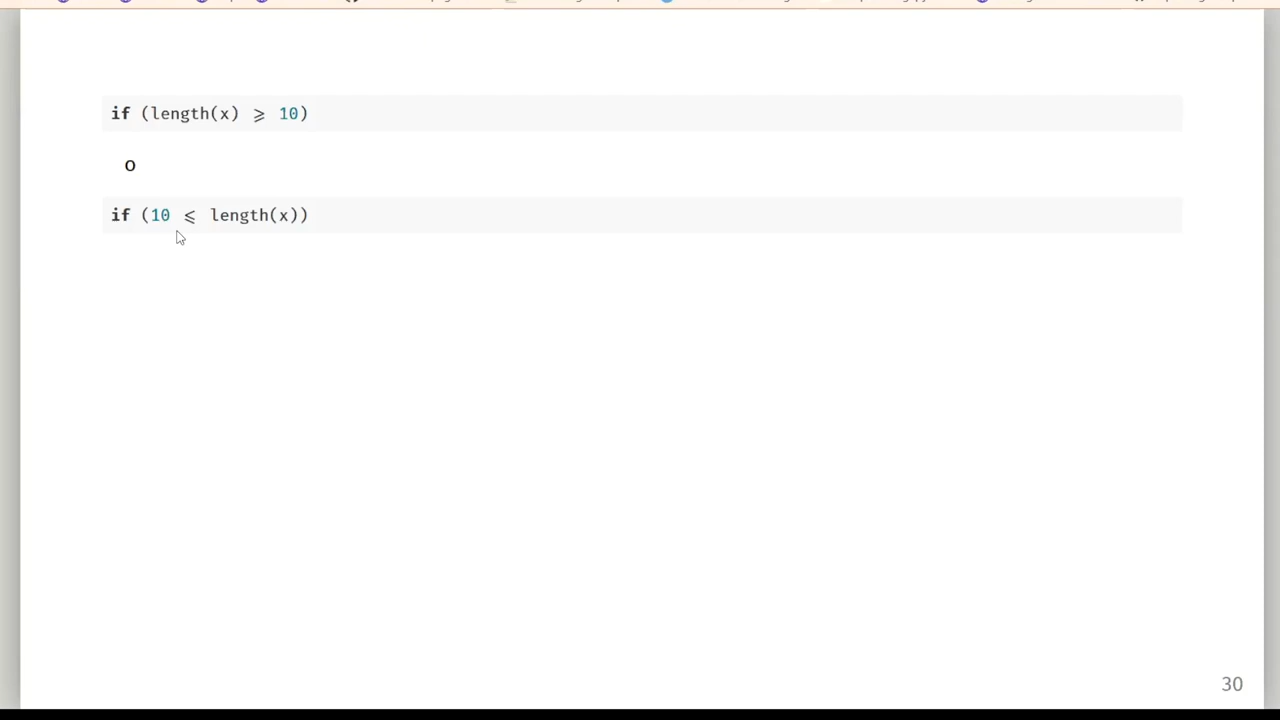 if (length(x) ⩾ 10)
o
if (10 ⩽ length(x))
30